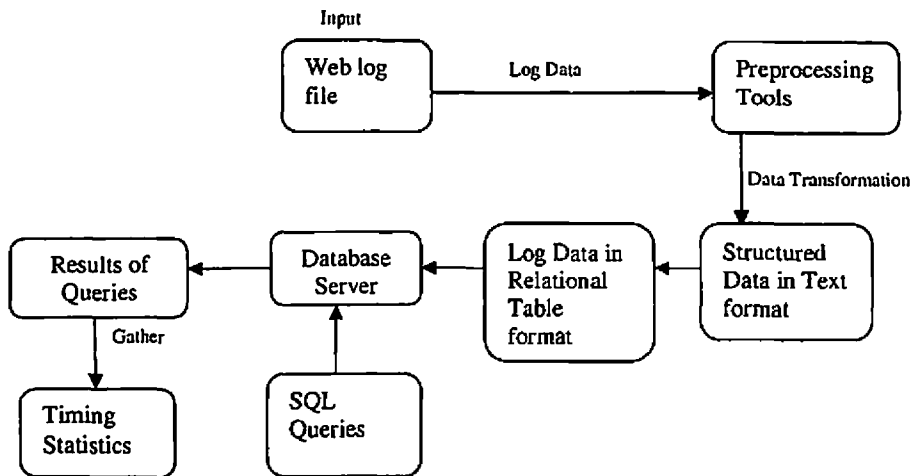 Input
Web log
file
Log Data
Preprocessing
Tools
Data Transformation
Structured
Data in Text
format
Log Data in
Relational
Table
format
Database
Server
Results of
Queries
Gather
Timing
Statistics
SQL
Queries